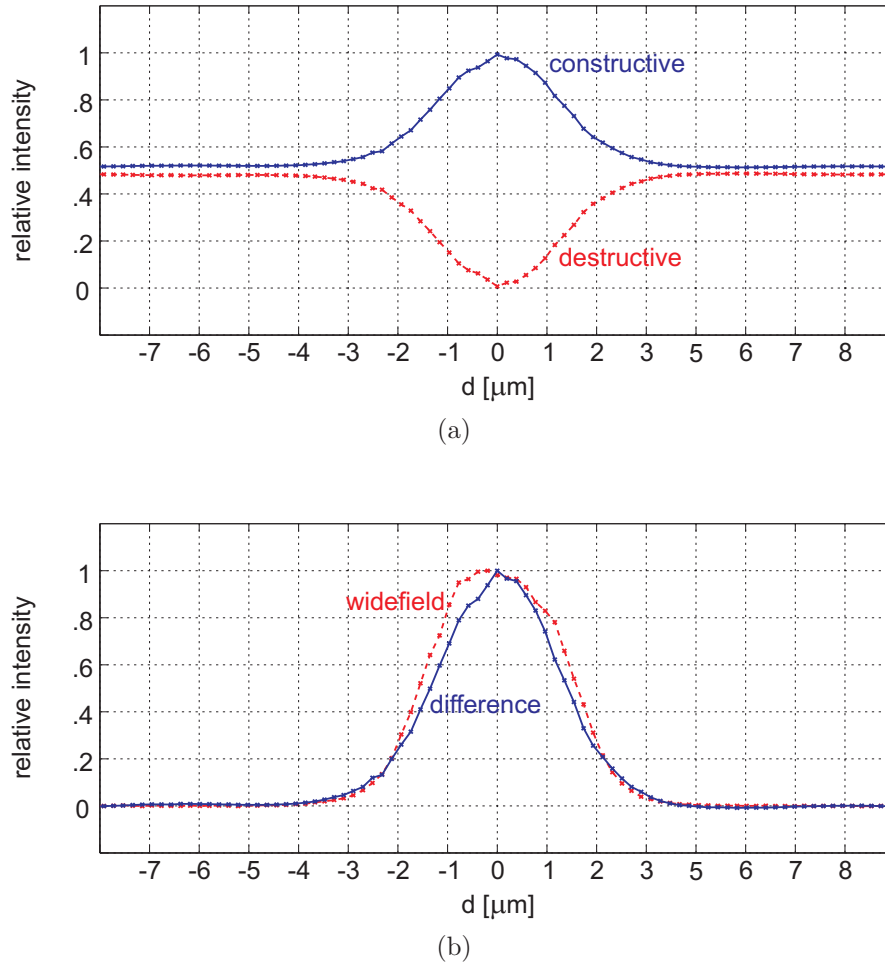 relative intensity
1
.8
.6
.4
.2
0
constructive
destructive
-7 -6 -5 -4 -3 -2 -1 0 1 2 3 4 5 6 7 8
d [μm]
(a)
relative intensity
1
.8
.6
.4
.2
0
widefield
difference
-7 -6 -5 -4 -3 -2 -1 0 1 2 3 4 5 6 7 8
d [μm]
(b)